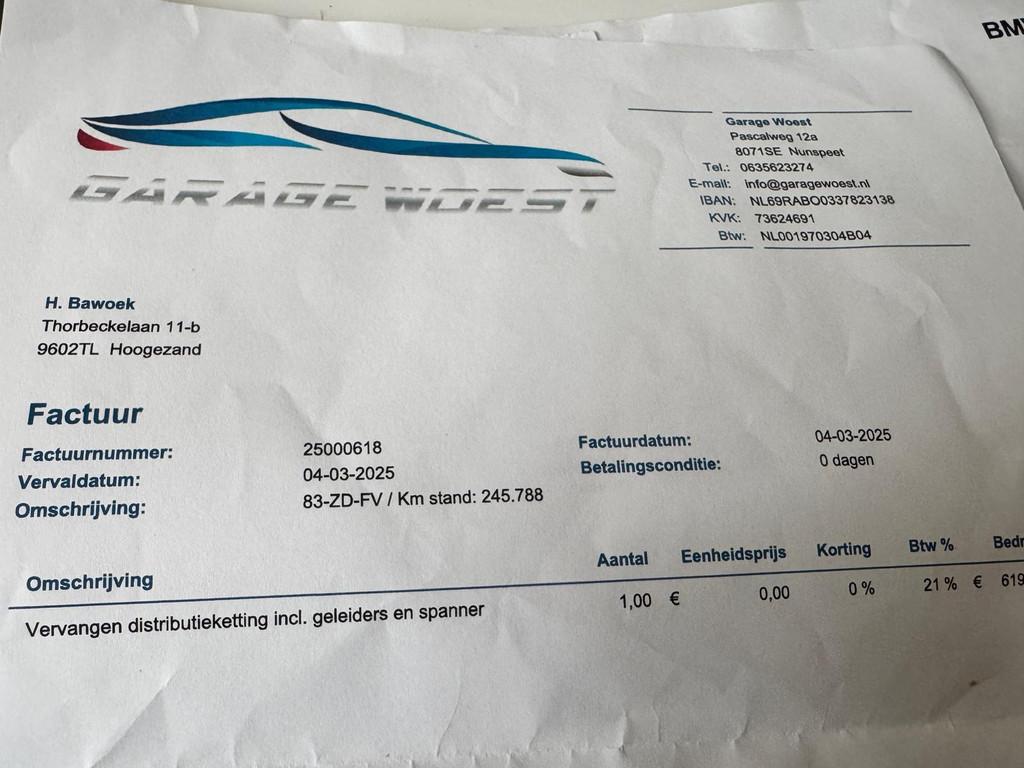 BM
GARAGE WOEST
Garage Woest
Pascalweg 12a
8071SE Nunspeet
Tel.: 0635623274
E-mail: info@garagewoest.nl
IBAN: NL69RABO0337823138
KVK: 73624691
Btw: NL001970304B04
H. Bawoek
Thorbeckelaan 11-b
9602TL Hoogezand
Factuur
Factuurnummer: 25000618 Factuurdatum: 04-03-2025
Vervaldatum: 04-03-2025 Betalingsconditie: 0 dagen
Omschrijving: 83-ZD-FV / Km stand: 245.788
Omschrijving Aantal Eenheidsprijs Korting Btw % Bedr
Vervangen distributieketting incl. geleiders en spanner 1,00 € 0,00 0 % 21 % € 619